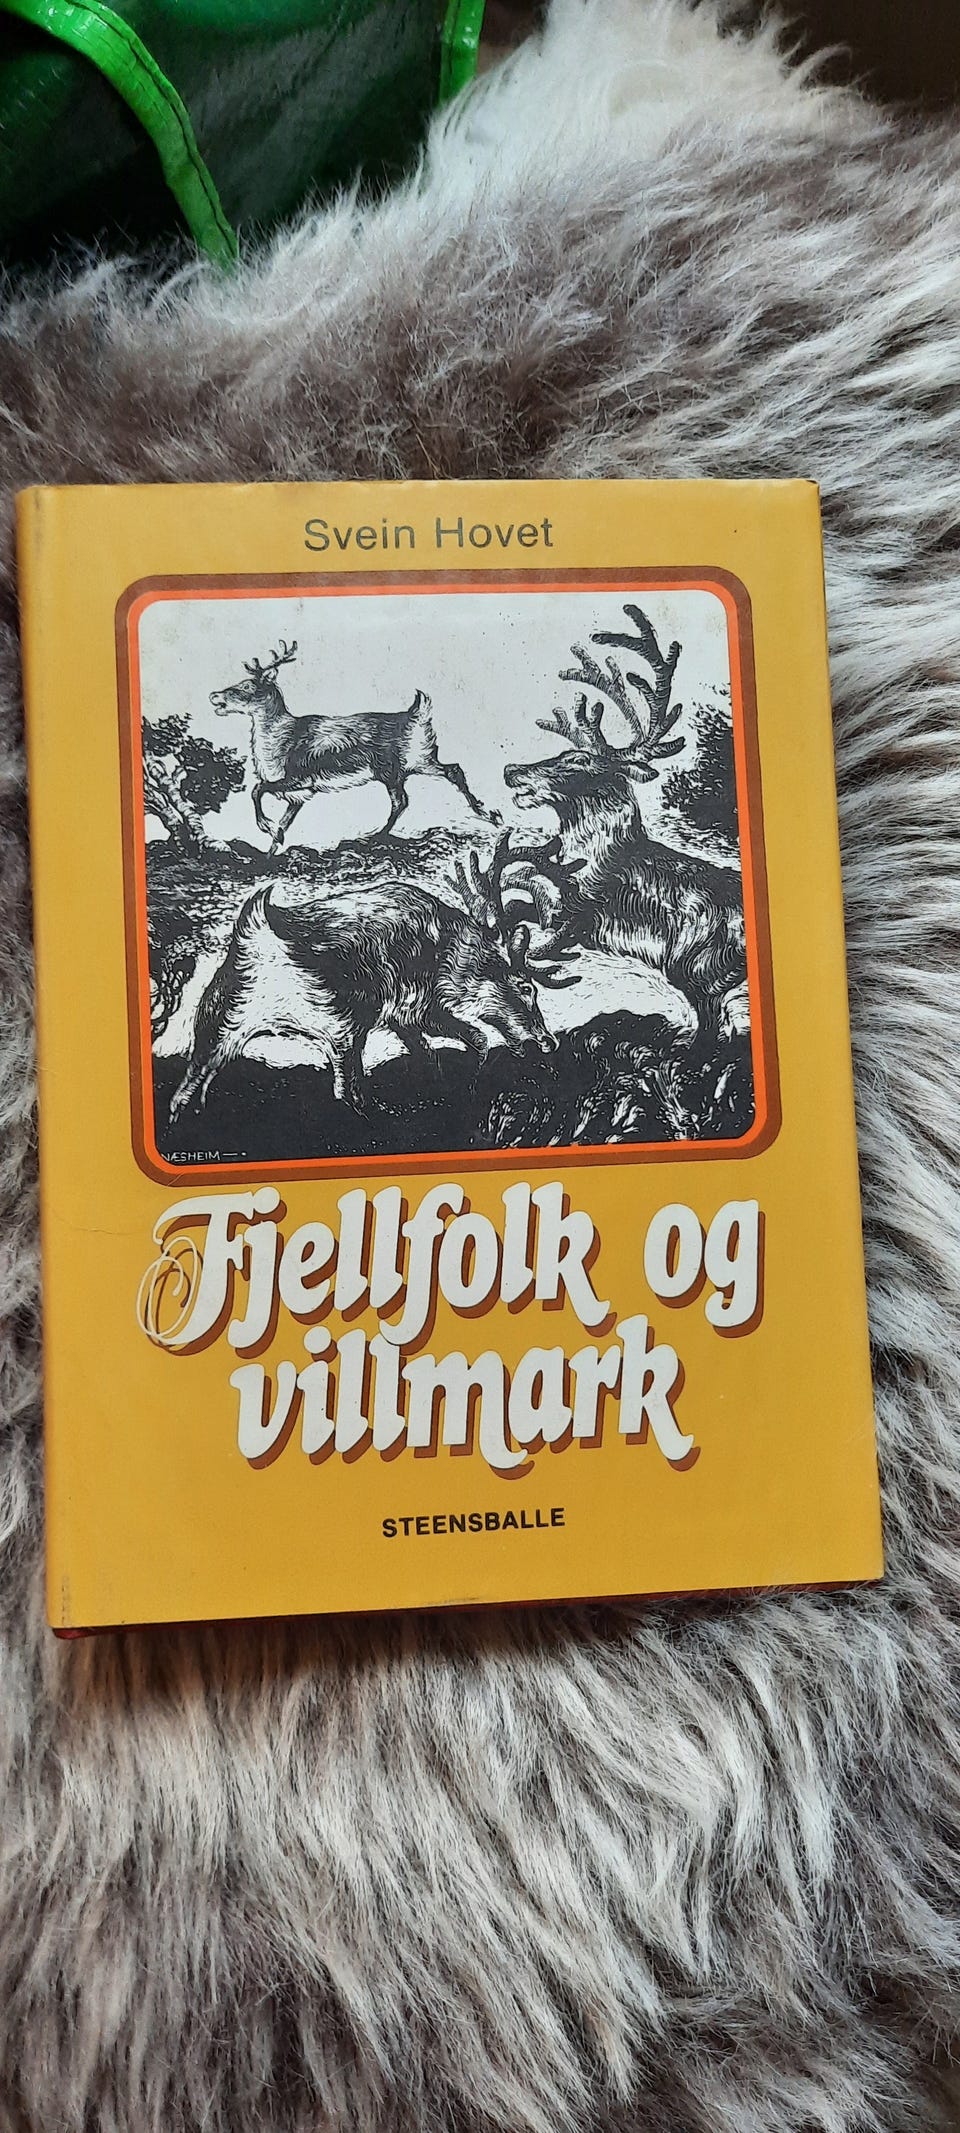 Svein Hovet
NÆSHEIM
Fjellfolk og
villmark
STEENSBALLE